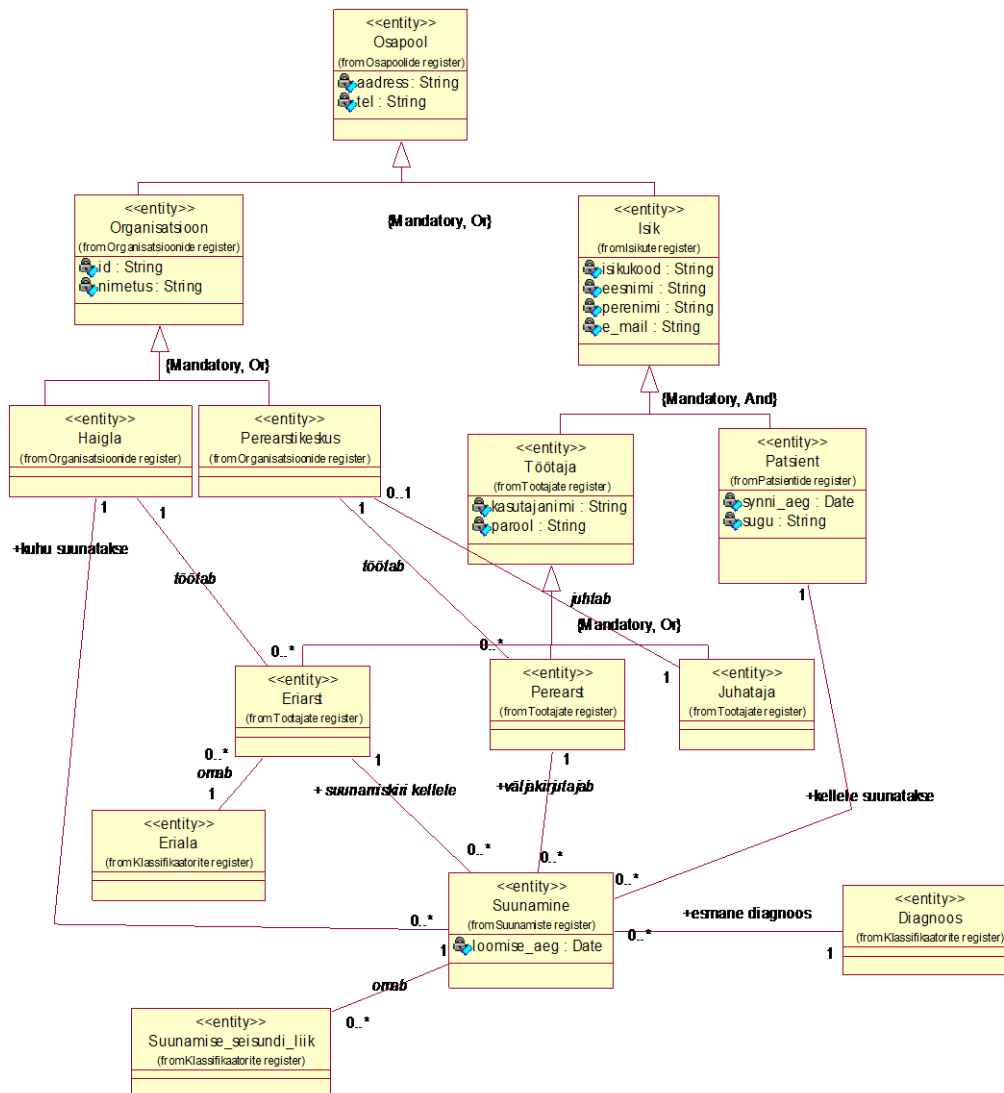 <<entity>>
Osapool
(from Osapoolide register)
aadress : String
tel : String
<<entity>>
Organisatsioon
(from Organisatsioonide register)
id : String
nimetus : String
{Mandatory, Or}
<<entity>>
Isik
(from Isikute register)
isikukood : String
eesnimi : String
perenimi : String
e_mail : String
{Mandatory, Or}
{Mandatory, And}
<<entity>>
Haigla
(from Organisatsioonide register)
<<entity>>
Perearstikeskus
(from Organisatsioonide register)
<<entity>>
Töötaja
(from Tootajate register)
kasutajanimi : String
parool : String
<<entity>>
Patsient
(from Patsientide register)
synni_aeg : Date
sugu : String
1
1
1
0..1
+kuhu suunatakse
töötab
töötab
juhtab
1
{Mandatory, Or}
0..*
0..*
1
<<entity>>
Eriarst
(from Tootajate register)
<<entity>>
Perearst
(from Tootajate register)
<<entity>>
Juhataja
(from Tootajate register)
0..*
omab
1
1
+ suunamiskiri kellele
1
+väljakirjutajab
+kellele suunatakse
<<entity>>
Eriala
(from Klassifikaatorite register)
0..*
0..*
0..*
<<entity>>
Suunamine
(from Suunamiste register)
loomise_aeg : Date
0..*
1
0..*
+esmane diagnoos
1
<<entity>>
Diagnoos
(from Klassifikaatorite register)
omab
0..*
<<entity>>
Suunamise_seisundi_liik
(from Klassifikaatorite register)